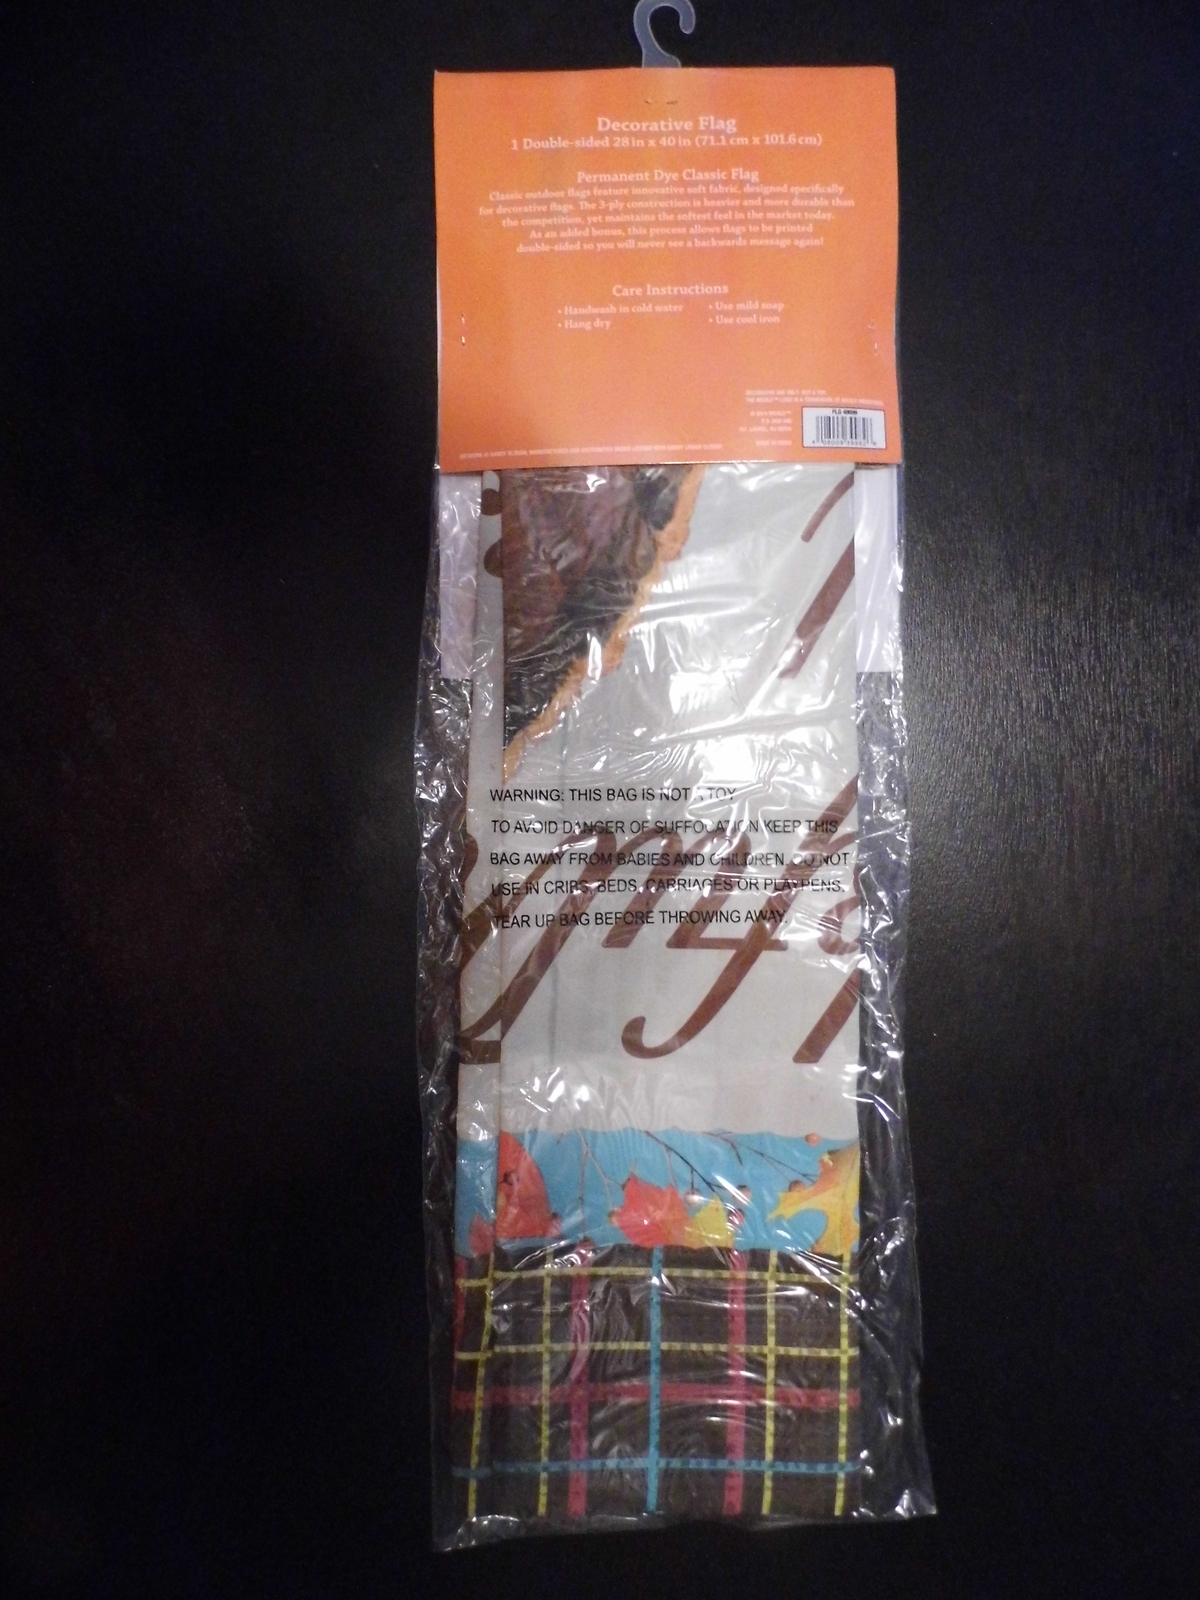 Decorative Flag
1 Double-sided 28 in x 40 in (71.1 cm x 101.6 cm)
Permanent Dye Classic Flag
Classic outdoor flags feature innovative soft fabric, designed specifically
for decorative flags. The 3-ply construction is heavier and more durable than
the competition, yet maintains the softest feel in the market today.
As an added bonus, this process allows flags to be printed
double-sided so you will never see a backwards message again!
Care Instructions
• Handwash in cold water • Use mild soap
• Hang dry • Use cool iron
WARNING: THIS BAG IS NOT A TOY
TO AVOID DANGER OF SUFFOCATION KEEP THIS
BAG AWAY FROM BABIES AND CHILDREN. DO NOT
USE IN CRIBS, BEDS, CARRIAGES OR PLAYPENS.
TEAR UP BAG BEFORE THROWING AWAY.